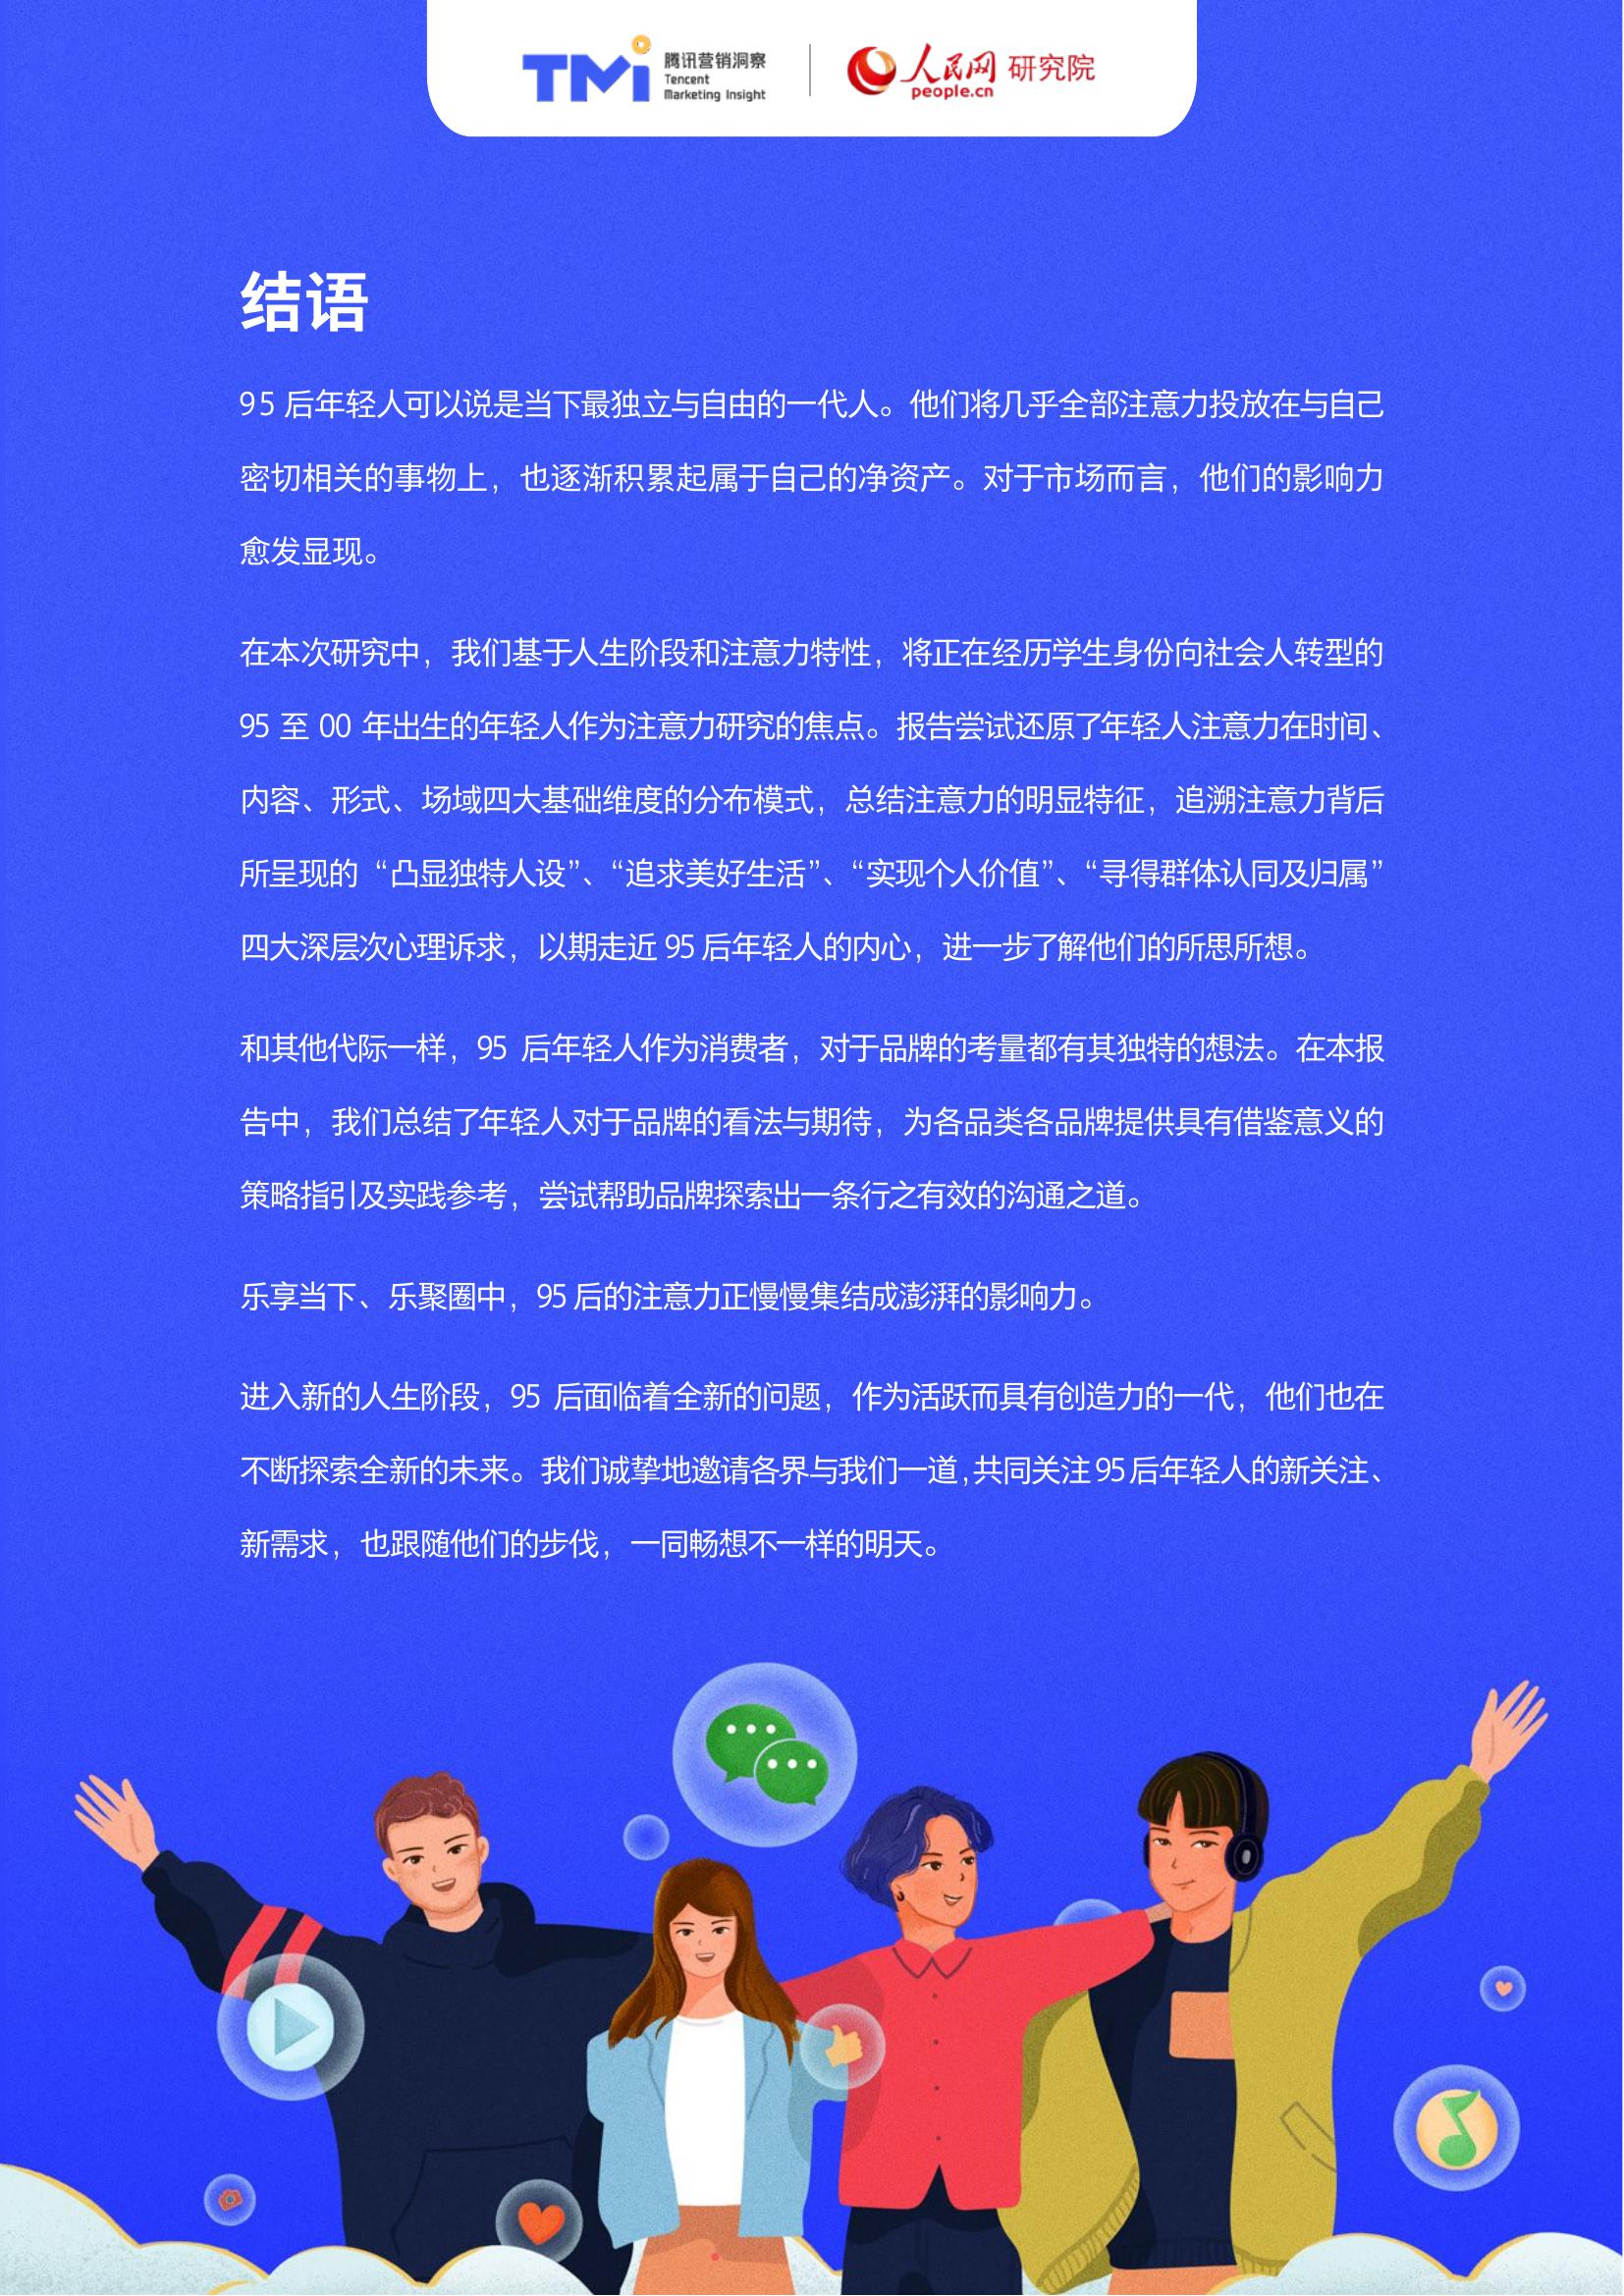 TMi 腾讯营销洞察
Tencent
Marketing Insight
人民网 研究院
people.cn
结语
95 后年轻人可以说是当下最独立与自由的一代人。他们将几乎全部注意力投放在与自己
密切相关的事物上，也逐渐积累起属于自己的净资产。对于市场而言，他们的影响力
愈发显现。
在本次研究中，我们基于人生阶段和注意力特性，将正在经历学生身份向社会人转型的
95 至 00 年出生的年轻人作为注意力研究的焦点。报告尝试还原了年轻人注意力在时间、
内容、形式、场域四大基础维度的分布模式，总结注意力的明显特征，追溯注意力背后
所呈现的 “凸显独特人设”、“追求美好生活”、“实现个人价值”、“寻得群体认同及归属”
四大深层次心理诉求，以期走近 95 后年轻人的内心，进一步了解他们的所思所想。
和其他代际一样，95 后年轻人作为消费者，对于品牌的考量都有其独特的想法。在本报
告中，我们总结了年轻人对于品牌的看法与期待，为各品类各品牌提供具有借鉴意义的
策略指引及实践参考，尝试帮助品牌探索出一条行之有效的沟通之道。
乐享当下、乐聚圈中，95 后的注意力正慢慢集结成澎湃的影响力。
进入新的人生阶段，95 后面临着全新的问题，作为活跃而具有创造力的一代，他们也在
不断探索全新的未来。我们诚挚地邀请各界与我们一道，共同关注 95 后年轻人的新关注、
新需求，也跟随他们的步伐，一同畅想不一样的明天。